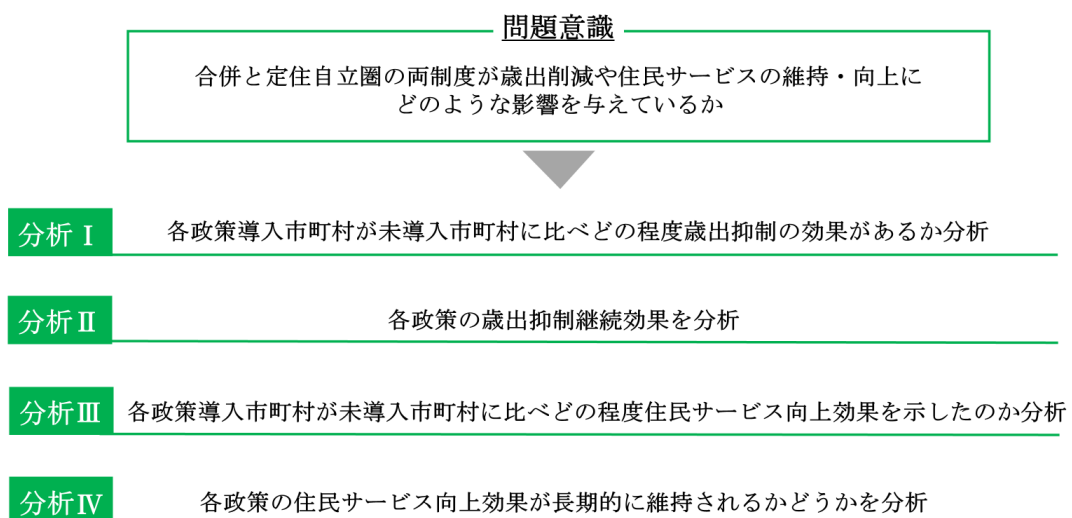 問題意識
合併と定住自立圏の両制度が歳出削減や住民サービスの維持・向上に
どのような影響を与えているか
分析Ⅰ 各政策導入市町村が未導入市町村に比べどの程度歳出抑制の効果があるか分析
分析Ⅱ 各政策の歳出抑制継続効果を分析
分析Ⅲ 各政策導入市町村が未導入市町村に比べどの程度住民サービス向上効果を示したのか分析
分析Ⅳ 各政策の住民サービス向上効果が長期的に維持されるかどうかを分析